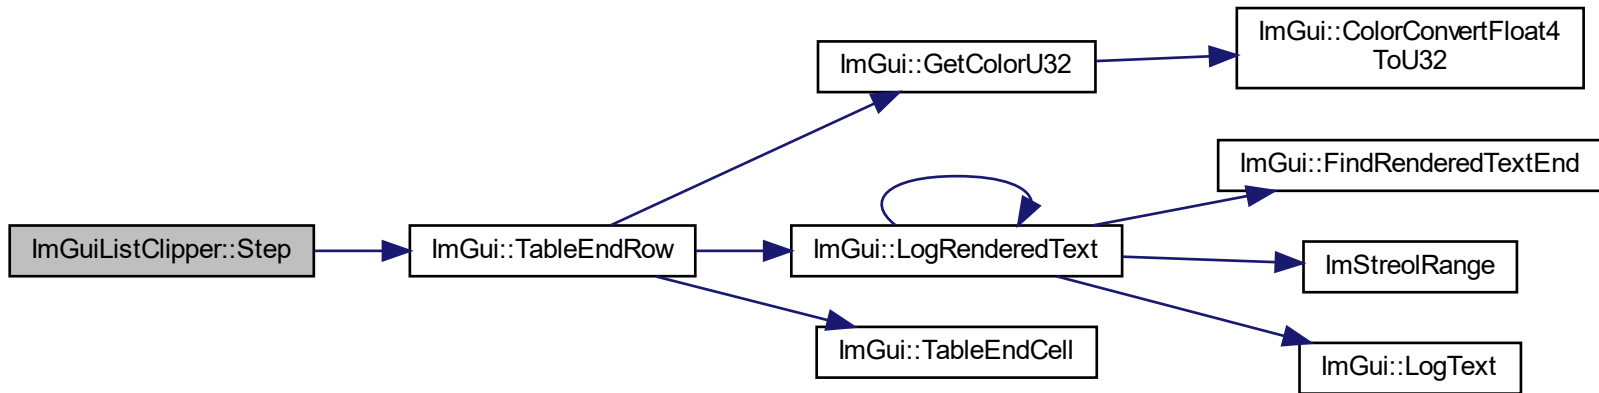 ImGuiListClipper::Step
ImGui::TableEndRow
ImGui::GetColorU32
ImGui::ColorConvertFloat4
ToU32
ImGui::LogRenderedText
ImGui::FindRenderedTextEnd
ImStreolRange
ImGui::LogText
ImGui::TableEndCell